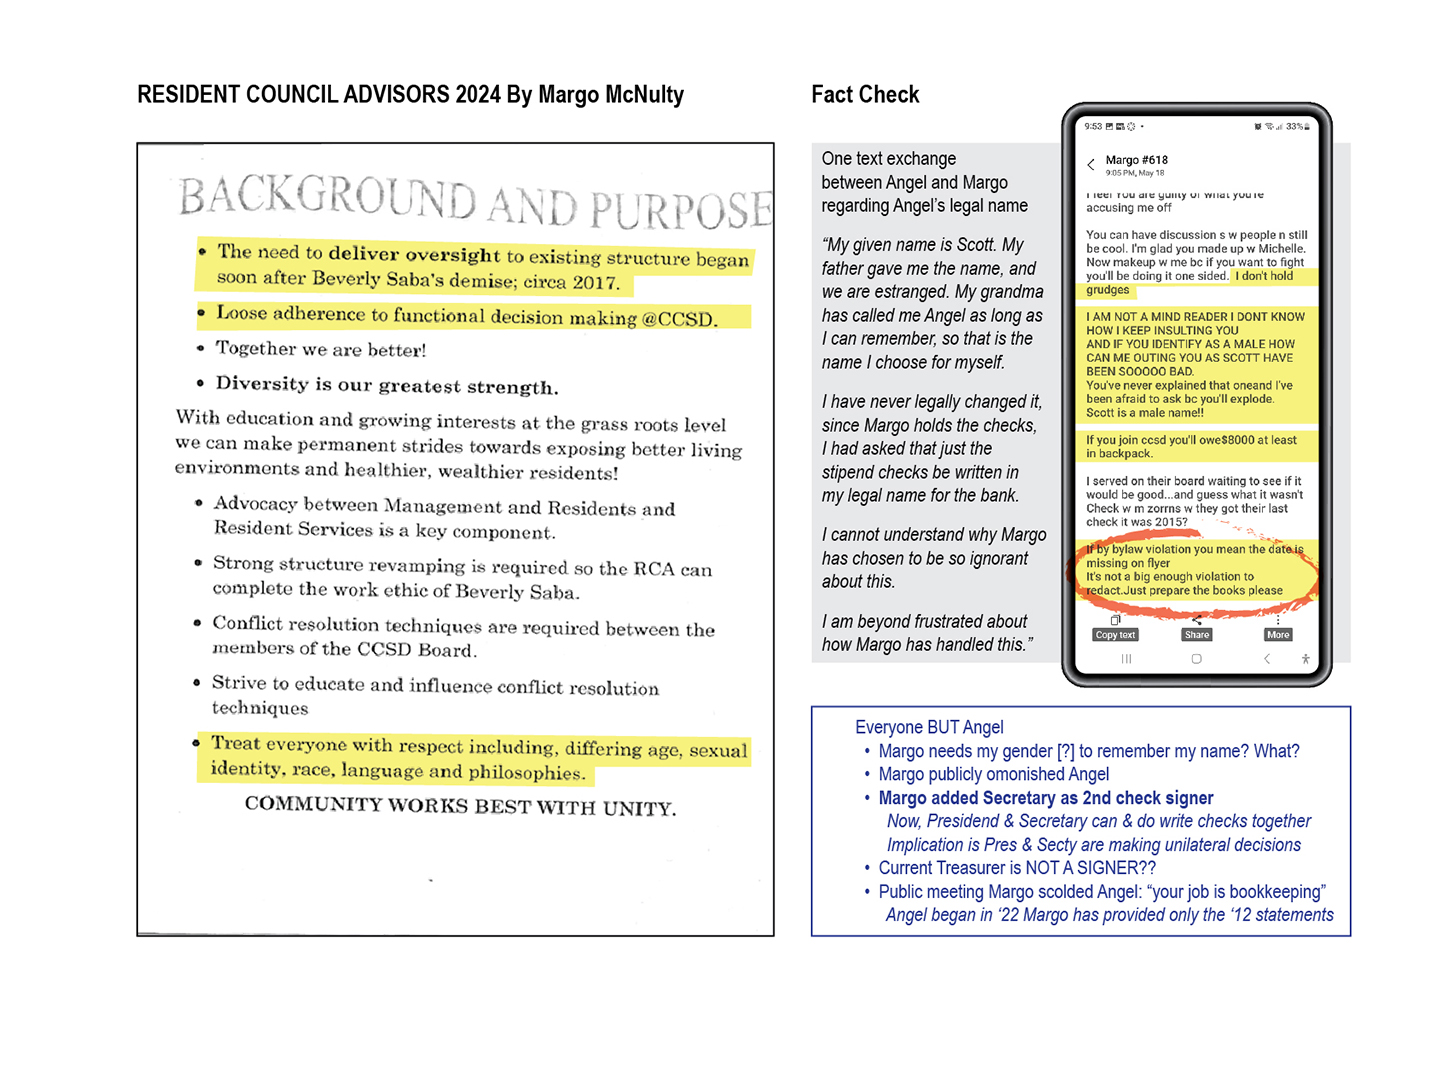 RESIDENT COUNCIL ADVISORS 2024 By Margo McNulty
BACKGROUND AND PURPOSE
• The need to deliver oversight to existing structure began
soon after Beverly Saba's demise; circa 2017.
• Loose adherence to functional decision making @CCSD.
• Together we are better!
• Diversity is our greatest strength.
With education and growing interests at the grass roots level
we can make permanent strides towards exposing better living
environments and healthier, wealthier residents!
• Advocacy between Management and Residents and
Resident Services is a key component.
• Strong structure revamping is required so the RCA can
complete the work ethic of Beverly Saba.
• Conflict resolution techniques are required between the
members of the CCSD Board.
• Strive to educate and influence conflict resolution
techniques
• Treat everyone with respect including, differing age, sexual
identity, race, language and philosophies.
COMMUNITY WORKS BEST WITH UNITY.
Fact Check
One text exchange
between Angel and Margo
regarding Angel's legal name
“My given name is Scott. My
father gave me the name, and
we are estranged. My grandma
has called me Angel as long as
I can remember, so that is the
name I choose for myself.
I have never legally changed it,
since Margo holds the checks,
I had asked that just the
stipend checks be written in
my legal name for the bank.
I cannot understand why Margo
has chosen to be so ignorant
about this.
I am beyond frustrated about
how Margo has handled this.”
9:53
33%
Margo #618
9:05 PM, May 18
I feel You are guilty of what you're
accusing me off
You can have discussion s w people n still
be cool. I'm glad you made up w Michelle.
Now makeup w me bc if you want to fight
you'll be doing it one sided. I don't hold
grudges
I AM NOT A MIND READER I DONT KNOW
HOW I KEEP INSULTING YOU
AND IF YOU IDENTIFY AS A MALE HOW
CAN ME OUTING YOU AS SCOTT HAVE
BEEN SOOOOO BAD.
You've never explained that oneand I've
been afraid to ask bc you'll explode.
Scott is a male name!!
If you join ccsd you'll owe$8000 at least
in backpack.
I served on their board waiting to see if it
would be good...and guess what it wasn't
Check w m zorrns w they got their last
check it was 2015?
If by bylaw violation you mean the date is
missing on flyer
It's not a big enough violation to
redact.Just prepare the books please
Copy text
Share
More
Everyone BUT Angel
• Margo needs my gender [?] to remember my name? What?
• Margo publicly omonished Angel
• Margo added Secretary as 2nd check signer
Now, Presidend & Secretary can & do write checks together
Implication is Pres & Secty are making unilateral decisions
• Current Treasurer is NOT A SIGNER??
• Public meeting Margo scolded Angel: “your job is bookkeeping”
Angel began in ‘22 Margo has provided only the ‘12 statements